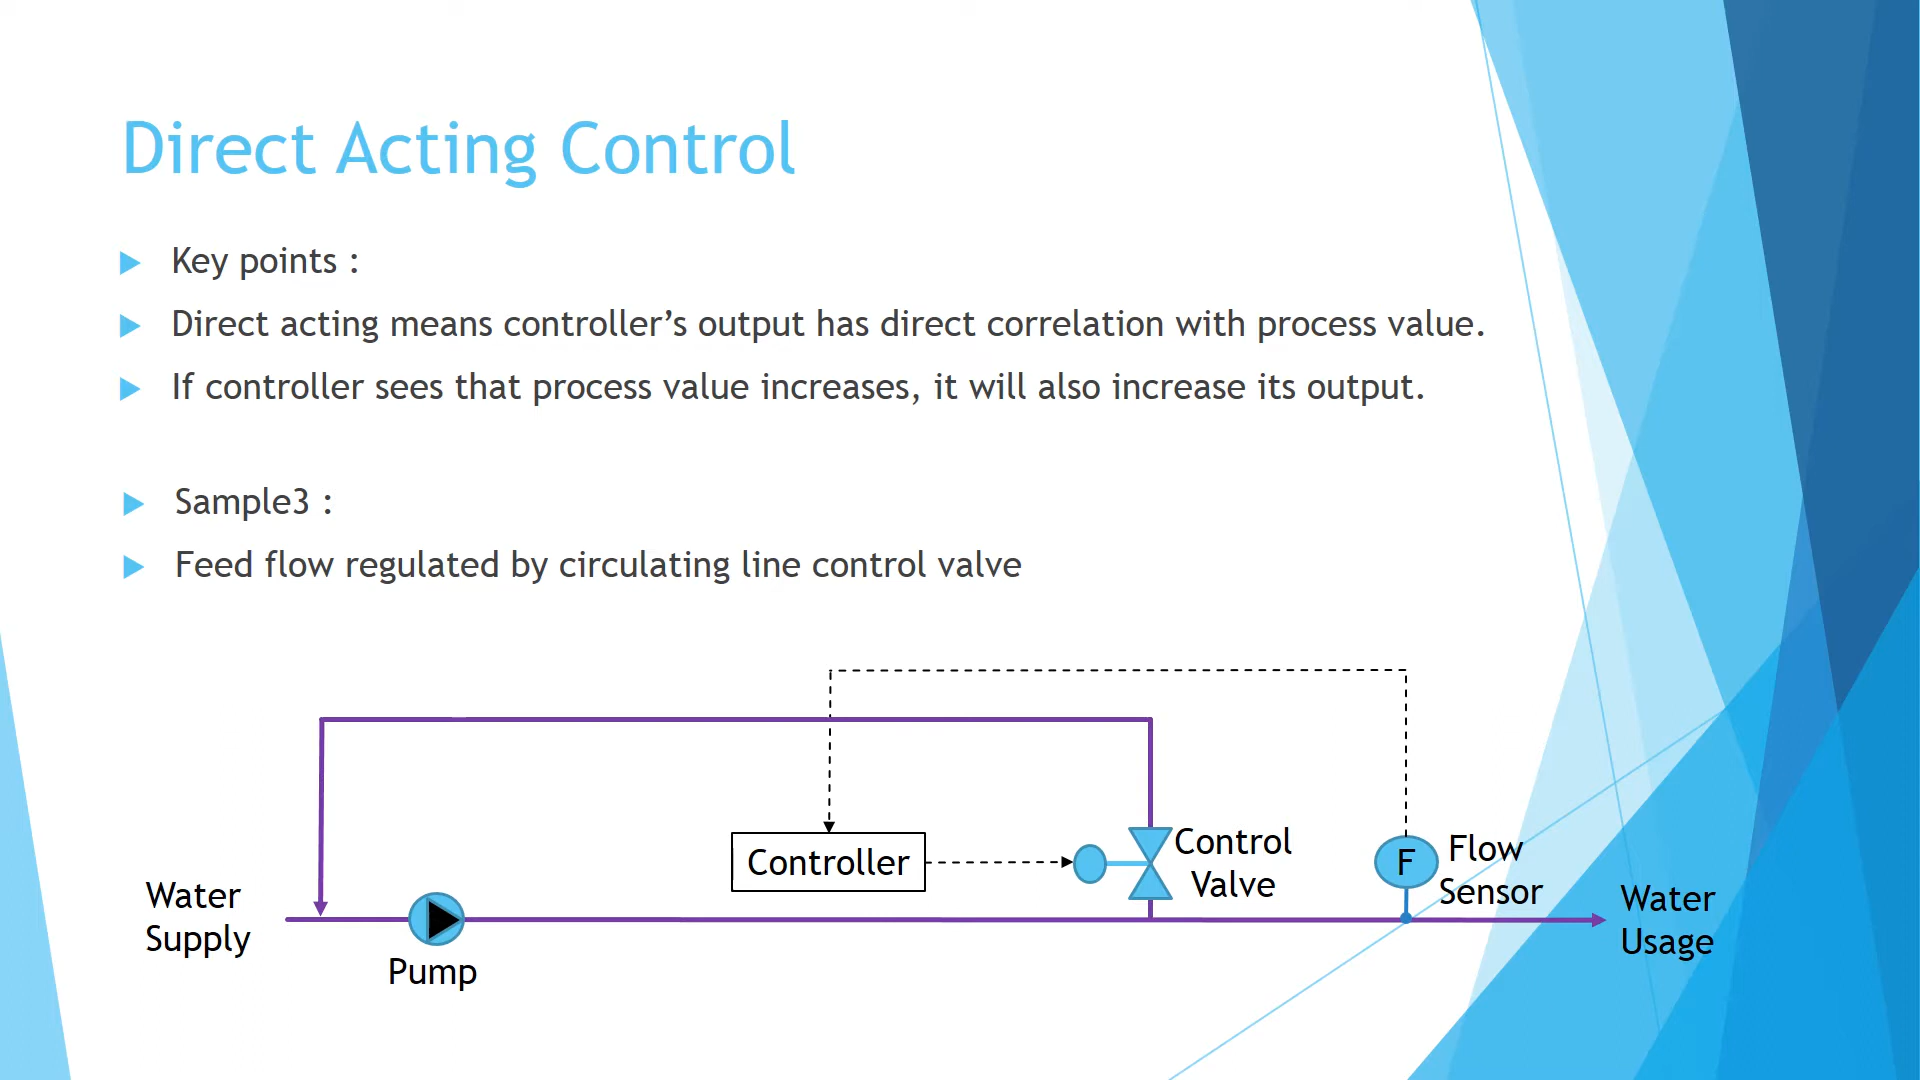 Direct Acting Control
Key points :
Direct acting means controller’s output has direct correlation with process value.
If controller sees that process value increases, it will also increase its output.
Sample3 :
Feed flow regulated by circulating line control valve
Water
Supply
Pump
Controller
Control
Valve
F
Flow
Sensor
Water
Usage